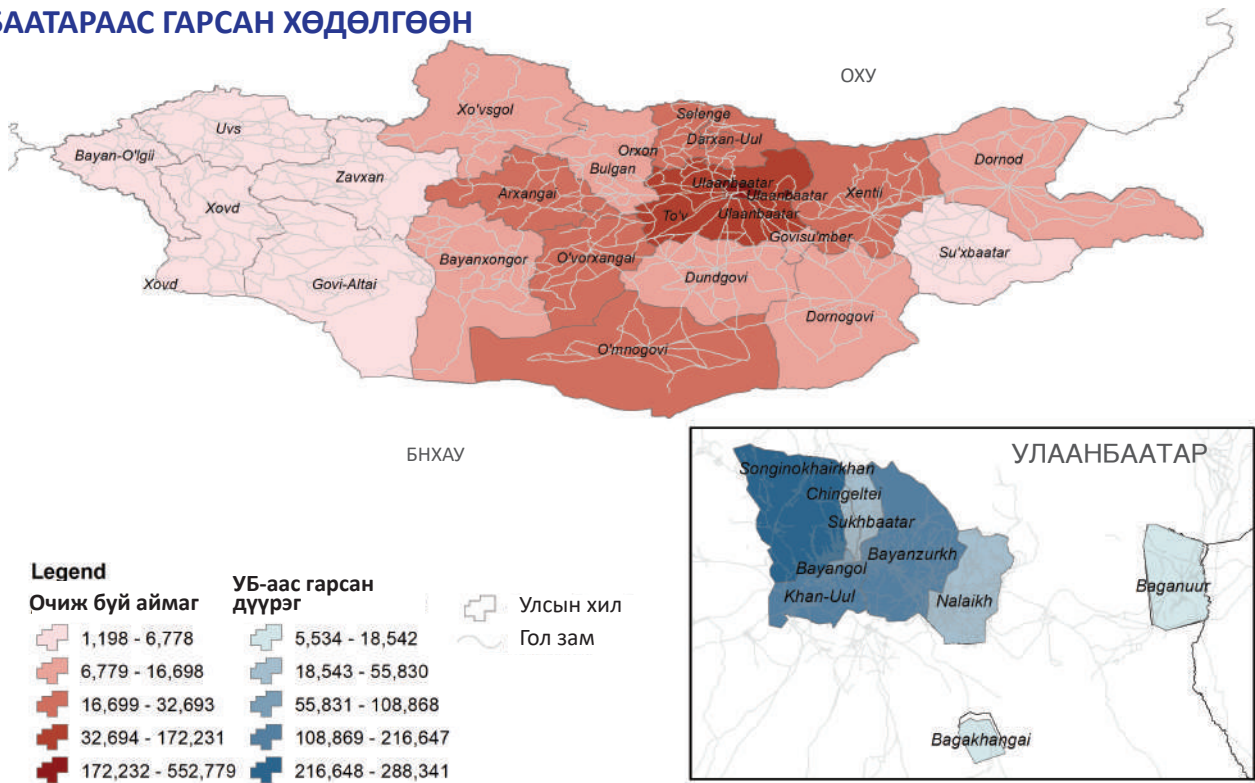 БААТАРААС ГАРСАН ХӨДӨЛГӨӨН
ОХУ
Xo'vsgol
Selenge
Uvs
Darxan-Uul
Bayan-O'lgii
Orxon
Dornod
Bulgan
Zavxan
Ulaanbaatar
Arxangai
Ulaanbaatar
Xentii
Xovd
To'v
Ulaanbaatar
Govisu'mber
Bayanxongor
O'vorxangai
Su'xbaatar
Xovd
Govi-Altai
Dundgovi
Dornogovi
O'mnogovi
БНХАУ
УЛААНБААТАР
Songinokhairkhan
Chingeltei
Sukhbaatar
Bayanzurkh
Bayangol
Baganuur
Khan-Uul
Nalaikh
Bagakhangai
Legend
Очиж буй аймаг
1,198 - 6,778
6,779 - 16,698
16,699 - 32,693
32,694 - 172,231
172,232 - 552,779
УБ-аас гарсан
дүүрэг
5,534 - 18,542
18,543 - 55,830
55,831 - 108,868
108,869 - 216,647
216,648 - 288,341
Улсын хил
Гол зам